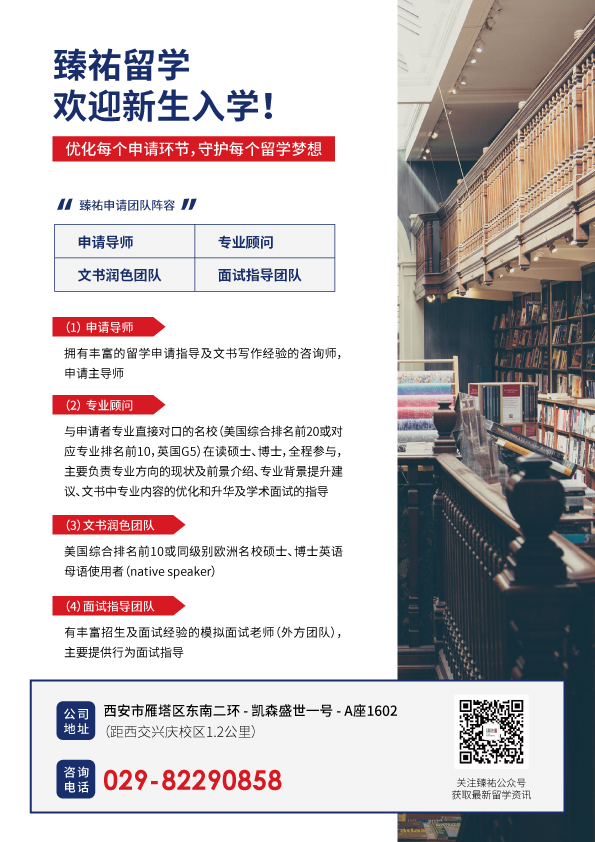 臻祐留学
欢迎新生入学！
优化每个申请环节，守护每个留学梦想
“ 臻祐申请团队阵容 ”
申请导师 专业顾问
文书润色团队 面试指导团队
（1） 申请导师
拥有丰富的留学申请指导及文书写作经验的咨询师，
申请主导师
（2） 专业顾问
与申请者专业直接对口的名校（美国综合排名前20或对
应专业排名前10，英国G5）在读硕士、博士，全程参与，
主要负责专业方向的现状及前景介绍、专业背景提升建
议、文书中专业内容的优化和升华及学术面试的指导
（3）文书润色团队
美国综合排名前10或同级别欧洲名校硕士、博士英语
母语使用者（native speaker）
（4）面试指导团队
有丰富招生及面试经验的模拟面试老师（外方团队），
主要提供行为面试指导
公司
地址
西安市雁塔区东南二环 - 凯森盛世一号 - A座1602
（距西交兴庆校区1.2公里）
咨询
电话
029-82290858
关注臻祐公众号
获取最新留学资讯